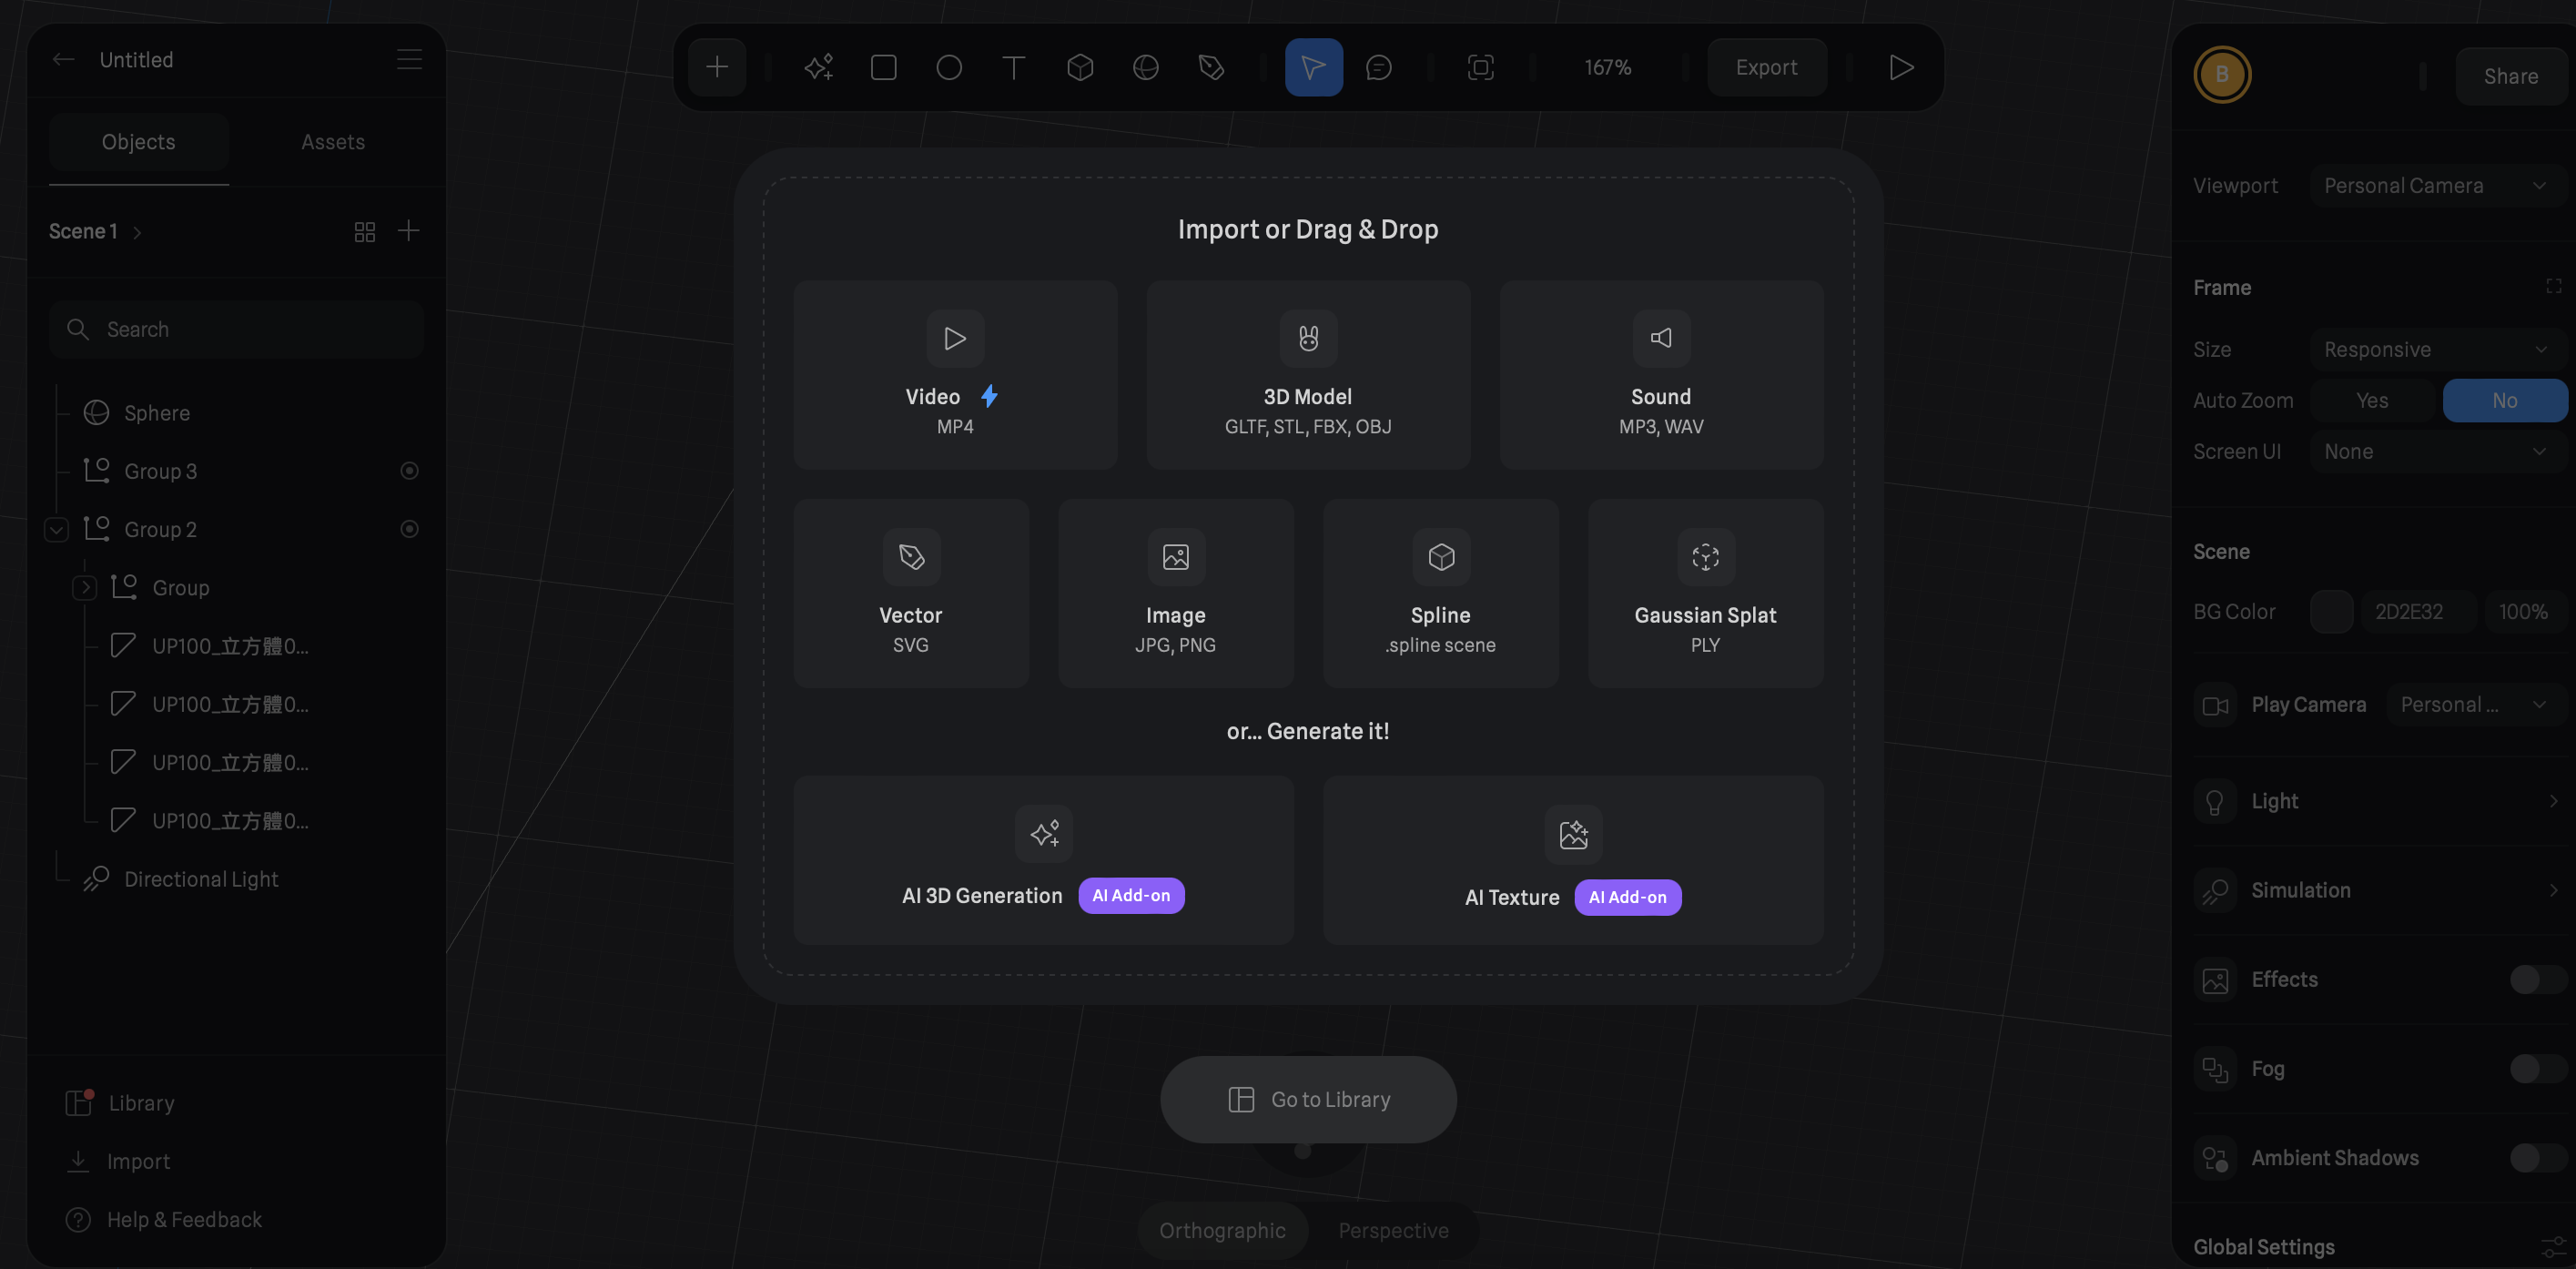 Untitled
Objects
Assets
Scene 1
Search
Sphere
Group 3
Group 2
Group
UP100_立方體0...
UP100_立方體0...
UP100_立方體0...
UP100_立方體0...
Directional Light
Library
Import
Help & Feedback
167%
Export
Import or Drag & Drop
Video
MP4
3D Model
GLTF, STL, FBX, OBJ
Sound
MP3, WAV
Vector
SVG
Image
JPG, PNG
Spline
.spline scene
Gaussian Splat
PLY
or... Generate it!
AI 3D Generation AI Add-on
AI Texture AI Add-on
Go to Library
Orthographic
Perspective
B
Share
Viewport Personal Camera
Frame
Size Responsive
Auto Zoom Yes No
Screen UI None
Scene
BG Color 2D2E32 100%
Play Camera Personal ...
Light
Simulation
Effects
Fog
Ambient Shadows
Global Settings